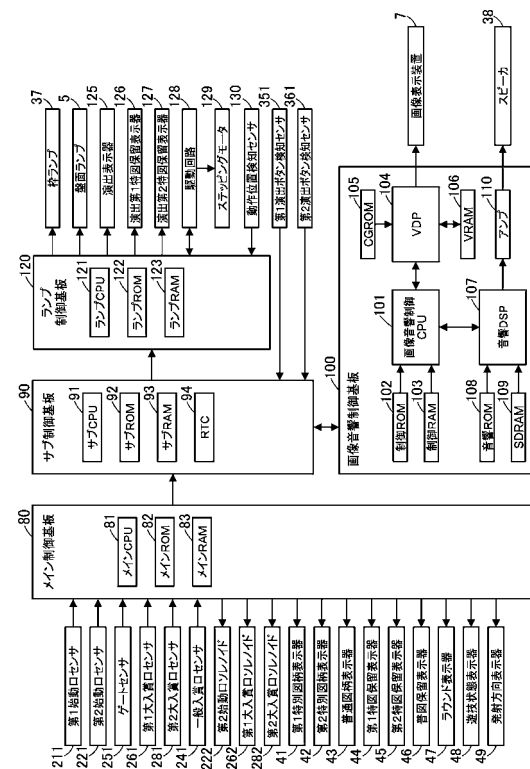 211 第1始動口センサ
221 第2始動口センサ
251 ゲートセンサ
261 第1大入賞口センサ
281 第2大入賞口センサ
241 一般入賞口センサ
222 第2始動口ソレノイド
262 第1大入賞口ソレノイド
282 第2大入賞口ソレノイド
41 第1特別図柄表示器
42 第2特別図柄表示器
43 普通図柄表示器
44 第1特図保留表示器
45 第2特図保留表示器
46 普図保留表示器
47 ラウンド表示器
48 遊技状態表示器
49 発射方向表示器
80
メイン制御基板
81
メインCPU
82
メインROM
83
メインRAM
90
サブ制御基板
91
サブCPU
92
サブROM
93
サブRAM
94
RTC
120
ランプ
制御基板
121
ランプCPU
122
ランプROM
123
ランプRAM
枠ランプ 37
盤面ランプ 5
演出表示器 125
演出第1特図保留表示器 126
演出第2特図保留表示器 127
駆動回路 128
ステッピングモータ 129
動作位置検知センサ 130
第1演出ボタン検知センサ 351
第2演出ボタン検知センサ 361
100
画像音響制御基板
102
制御ROM
103
制御RAM
101
画像音響制御
CPU
105
CGROM
104
VDP
106
VRAM
108
音響ROM
109
SDRAM
107
音響DSP
110
アンプ
画像表示装置 7
スピーカ 38